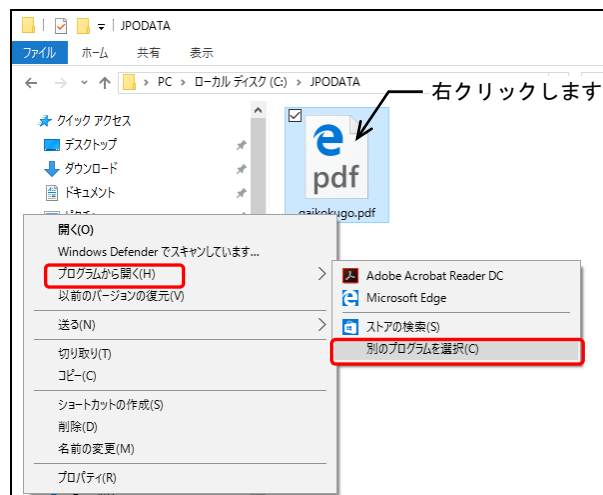 JPODATA
ファイル ホーム 共有 表示
PC > ローカル ディスク (C:) > JPODATA
右クリックします
クイック アクセス
デスクトップ
ダウンロード
ドキュメント
pdf
gaikokugo.pdf
開く(O)
Windows Defender でスキャンしています...
プログラムから開く(H)
以前のバージョンの復元(V)
送る(N)
切り取り(T)
コピー(C)
ショートカットの作成(S)
削除(D)
名前の変更(M)
プロパティ(R)
Adobe Acrobat Reader DC
Microsoft Edge
ストアの検索(S)
別のプログラムを選択(C)